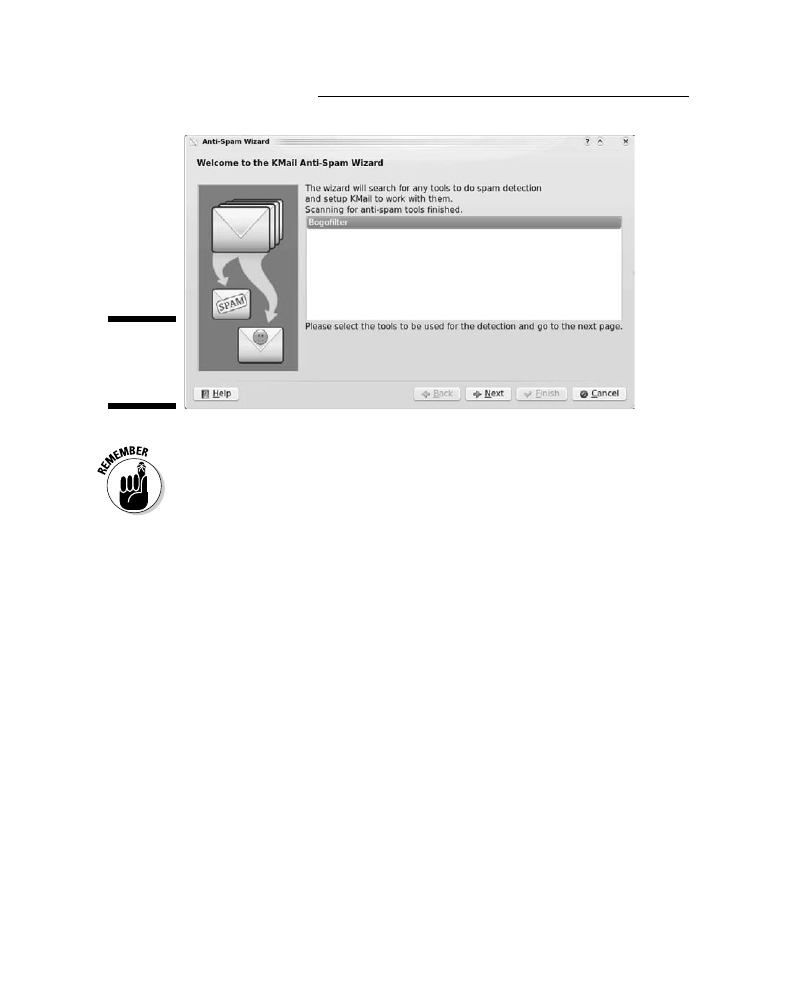 Anti-Spam Wizard
Welcome to the KMail Anti-Spam Wizard
The wizard will search for any tools to do spam detection
and setup KMail to work with them.
Scanning for anti-spam tools finished.
Bogofilter
SPAM
Please select the tools to be used for the detection and go to the next page.
Help
Back
Next
Finish
Cancel
REMEMBER